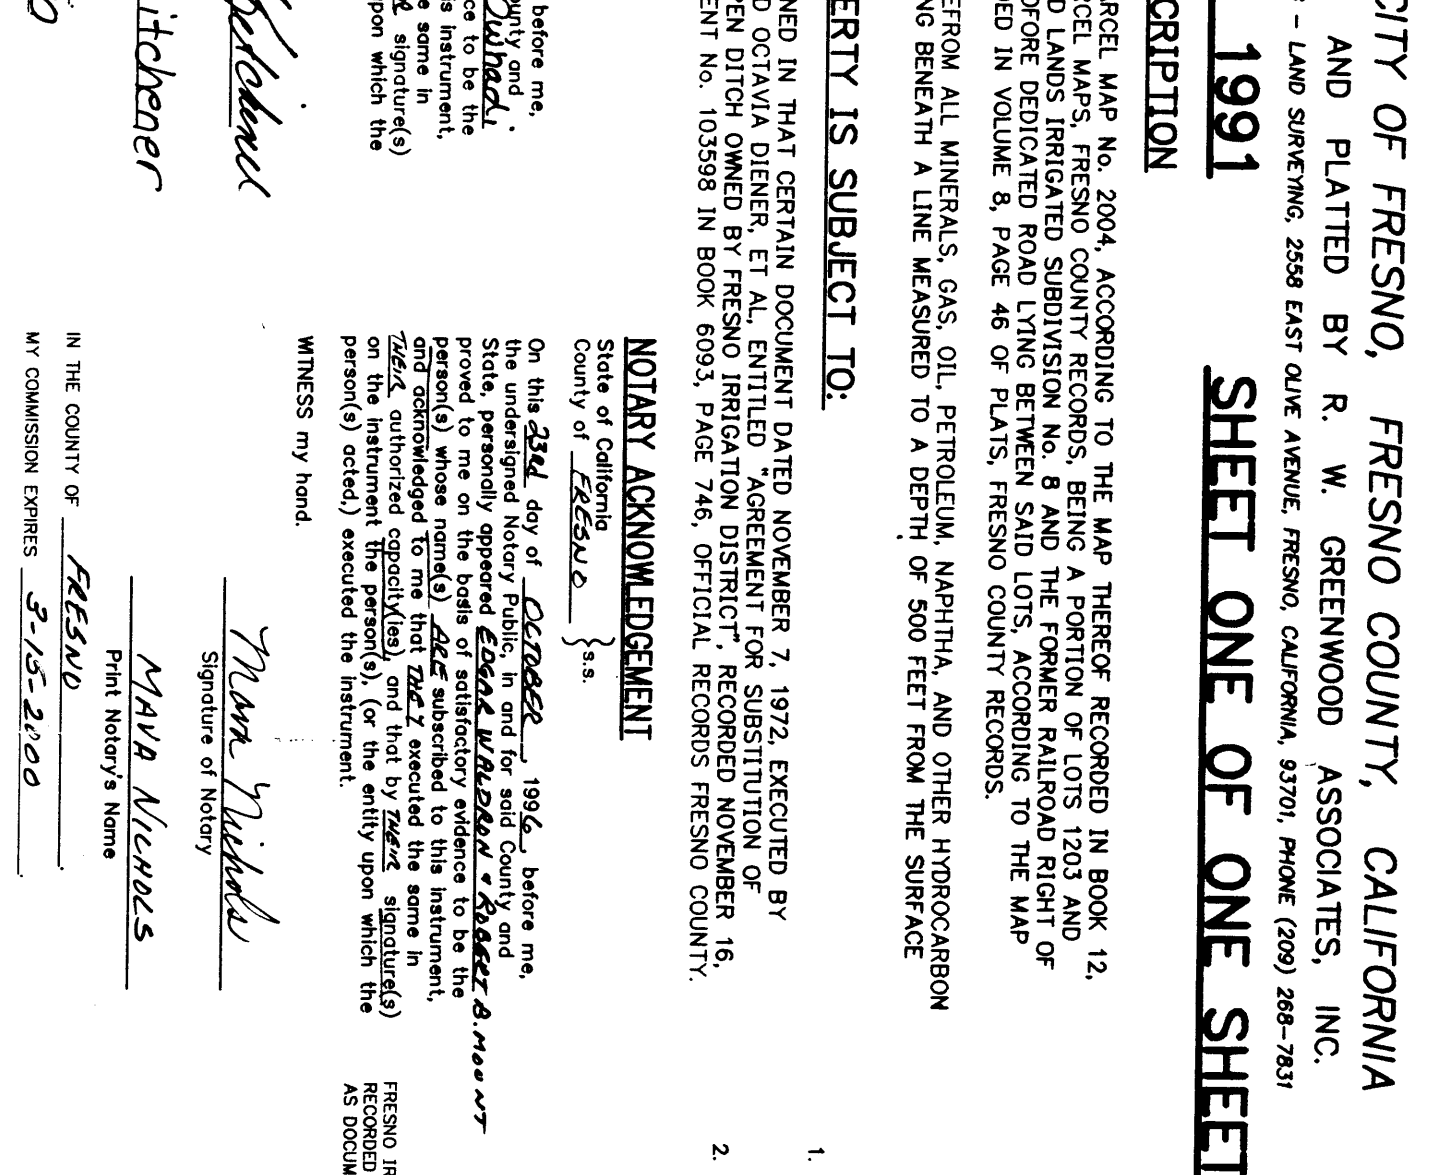 CITY OF FRESNO, FRESNO COUNTY, CALIFORNIA
AND PLATTED BY R. W. GREENWOOD ASSOCIATES, INC.
– LAND SURVEYING, 2558 EAST OLIVE AVENUE, FRESNO, CALIFORNIA, 93701, PHONE (209) 268–7831
1991 SHEET ONE OF ONE SHEET
CRIPTION
ARCEL MAP No. 2004, ACCORDING TO THE MAP THEREOF RECORDED IN BOOK 12,
RCEL MAPS, FRESNO COUNTY RECORDS, BEING A PORTION OF LOTS 1203 AND
D LANDS IRRIGATED SUBDIVISION No. 8 AND THE FORMER RAILROAD RIGHT OF
OFORE DEDICATED ROAD LYING BETWEEN SAID LOTS, ACCORDING TO THE MAP
DED IN VOLUME 8, PAGE 46 OF PLATS, FRESNO COUNTY RECORDS.
EFROM ALL MINERALS, GAS, OIL, PETROLEUM, NAPHTHA, AND OTHER HYDROCARBON
NG BENEATH A LINE MEASURED TO A DEPTH OF 500 FEET FROM THE SURFACE
ERTY IS SUBJECT TO:
NED IN THAT CERTAIN DOCUMENT DATED NOVEMBER 7, 1972, EXECUTED BY
D OCTAVIA DIENER, ET AL, ENTITLED "AGREEMENT FOR SUBSTITUTION OF
PEN DITCH OWNED BY FRESNO IRRIGATION DISTRICT", RECORDED NOVEMBER 16,
ENT No. 103598 IN BOOK 6093, PAGE 746, OFFICIAL RECORDS FRESNO COUNTY.
1.
2.
before me,
ounty and
ce to be the
is instrument,
e same in
signature(s)
pon which the
itchener
NOTARY ACKNOWLEDGEMENT
State of California
County of FRESNO } s.s.
On this 23rd day of OCTOBER, 1996, before me,
the undersigned Notary Public, in and for said County and
State, personally appeared EDGAR WALDRON & ROBERT B. MOUNT
proved to me on the basis of satisfactory evidence to be the
person(s) whose name(s) ARE subscribed to this instrument,
and acknowledged to me that THEY executed the same in
THEIR authorized capacity(ies), and that by THEIR signature(s)
on the instrument the person(s), (or the entity upon which the
person(s) acted,) executed the instrument.
WITNESS my hand.
Mava Nichols
Signature of Notary
MAVA NICHOLS
Print Notary's Name
IN THE COUNTY OF FRESNO.
MY COMMISSION EXPIRES 3-15-2000.
FRESNO IR
RECORDED
AS DOCUM